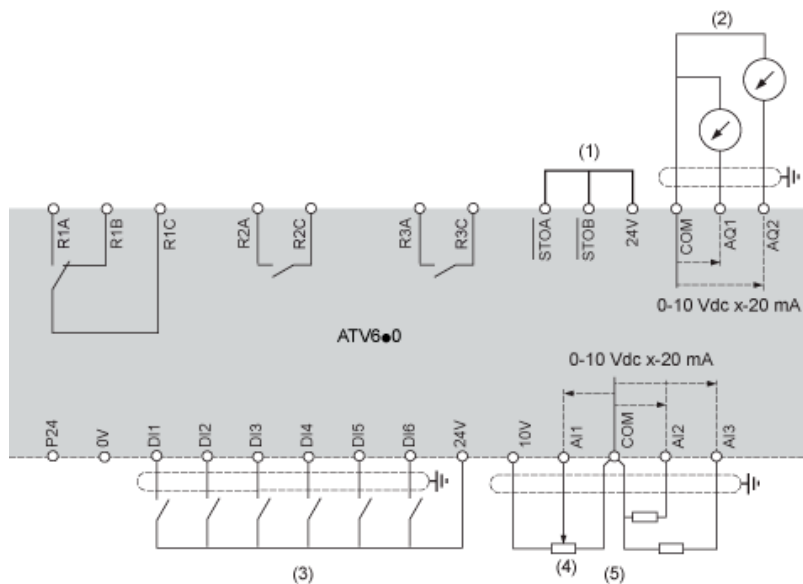 (2)
(1)
R1A R1B R1C R2A R2C R3A R3C STOA STOB 24V COM AQ1 AQ2
0-10 Vdc x-20 mA
ATV6●0
0-10 Vdc x-20 mA
P24 0V DI1 DI2 DI3 DI4 DI5 DI6 24V 10V AI1 COM AI2 AI3
(3) (4) (5)